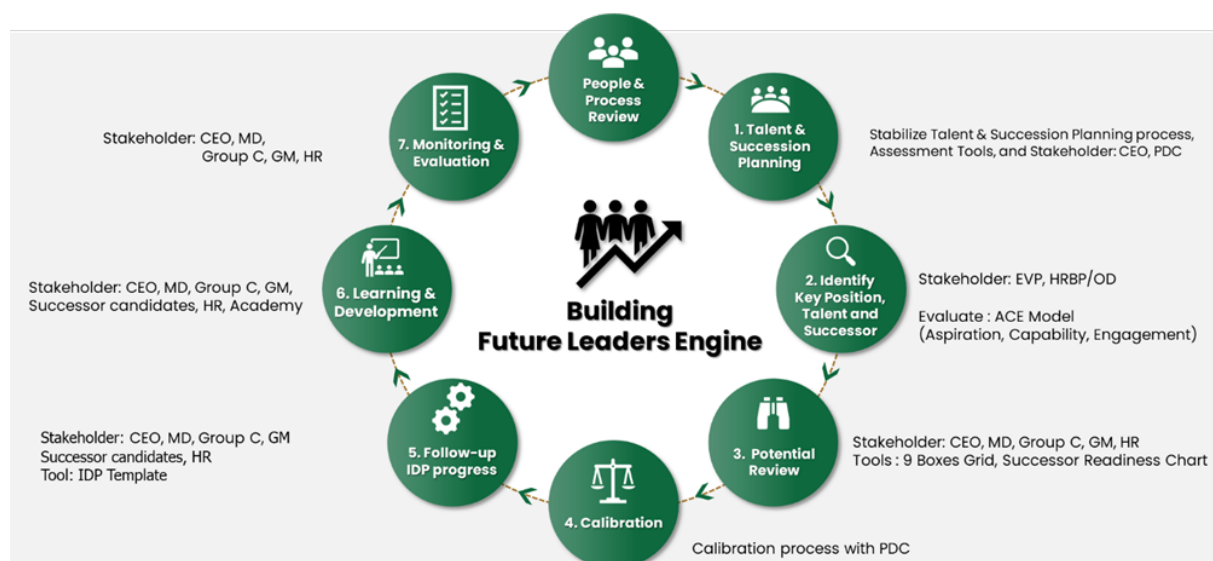 People &
Process
Review
1. Talent &
Succession
Planning
Stabilize Talent & Succession Planning process,
Assessment Tools, and Stakeholder: CEO, PDC
2. Identify
Key Position,
Talent and
Successor
Stakeholder: EVP, HRBP/OD
Evaluate : ACE Model
(Aspiration, Capability, Engagement)
3. Potential
Review
Stakeholder: CEO, MD, Group C, GM, HR
Tools : 9 Boxes Grid, Successor Readiness Chart
4. Calibration
Calibration process with PDC
5. Follow-up
IDP progress
Stakeholder: CEO, MD, Group C, GM
Successor candidates, HR
Tool: IDP Template
6. Learning &
Development
Stakeholder: CEO, MD, Group C, GM,
Successor candidates, HR, Academy
7. Monitoring &
Evaluation
Stakeholder: CEO, MD,
Group C, GM, HR
Building
Future Leaders Engine